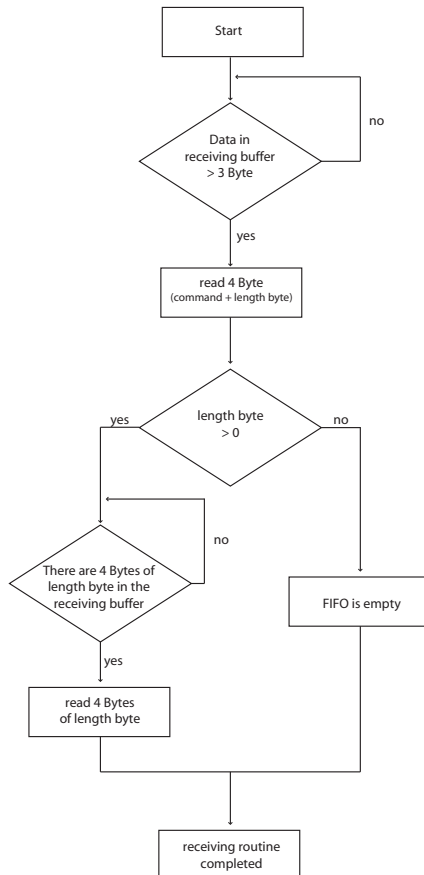 Start
Data in
receiving buffer
> 3 Byte
no
yes
read 4 Byte
(command + length byte)
length byte
> 0
yes
no
There are 4 Bytes of
length byte in the
receiving buffer
no
FIFO is empty
yes
read 4 Bytes
of length byte
receiving routine
completed